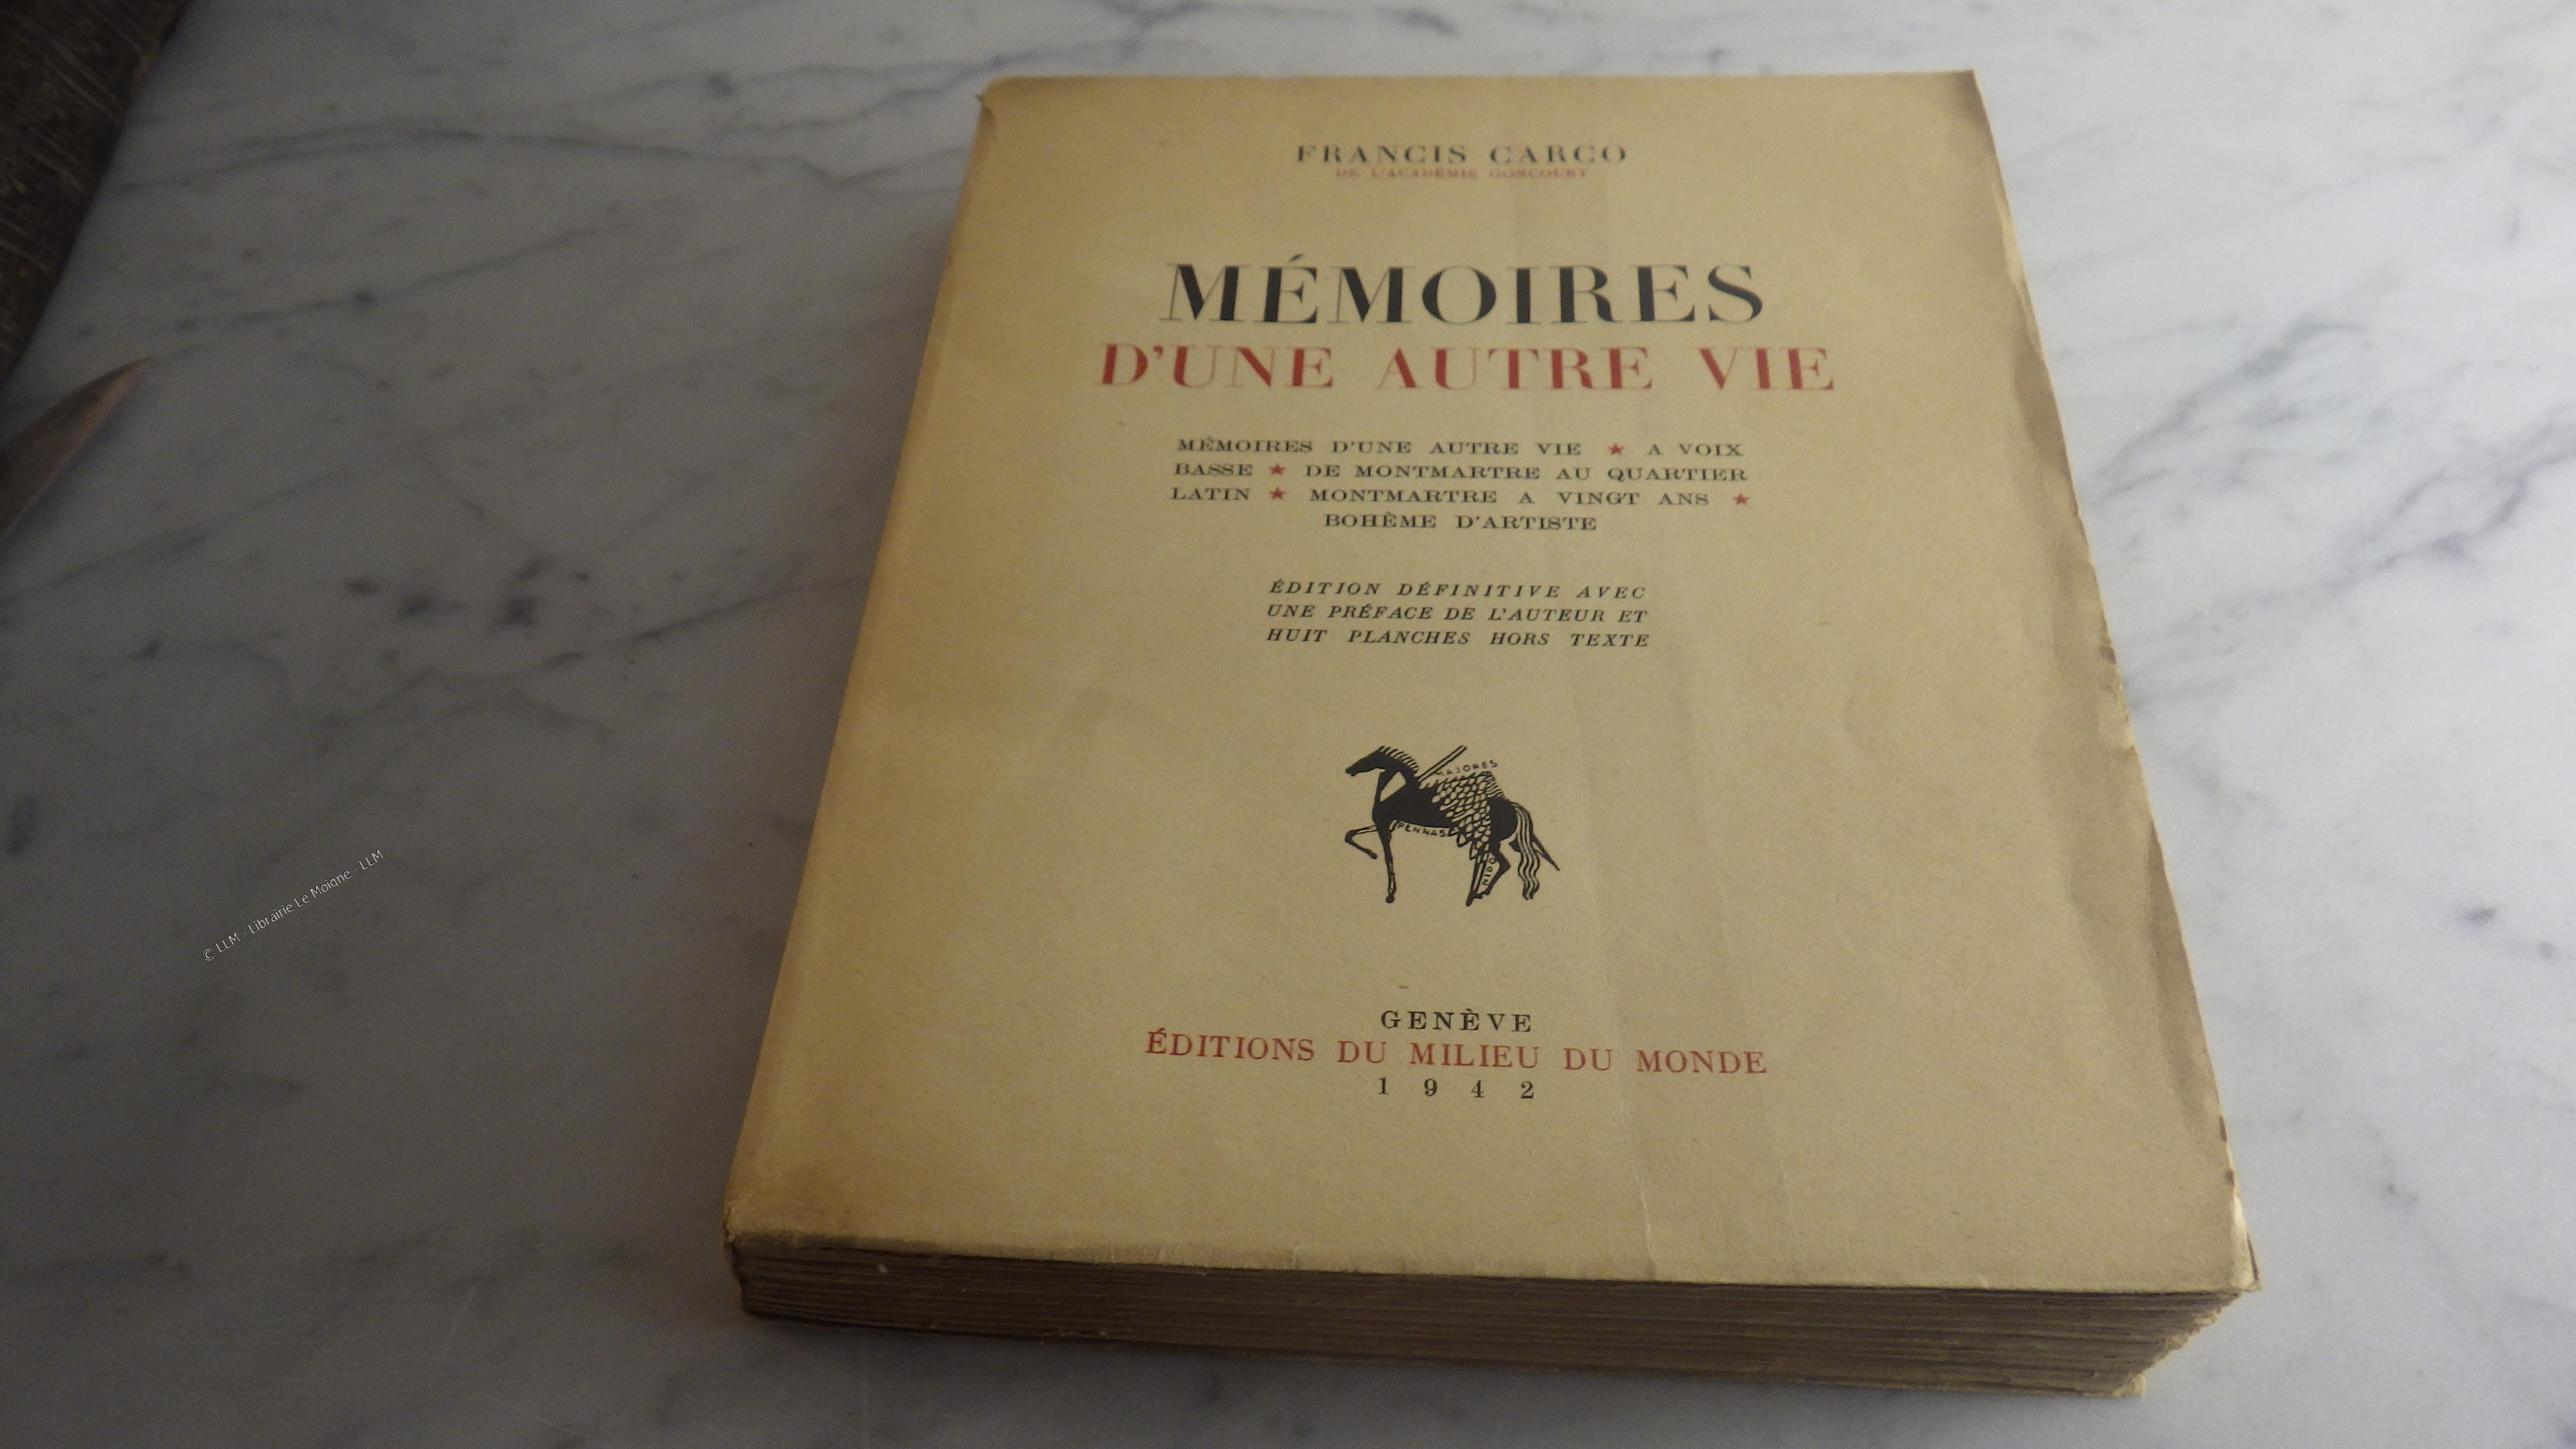 FRANCIS CARCO
DE L'ACADÉMIE GONCOURT
MÉMOIRES
D'UNE AUTRE VIE
MÉMOIRES D'UNE AUTRE VIE ★ A VOIX
BASSE ★ DE MONTMARTRE AU QUARTIER
LATIN ★ MONTMARTRE A VINGT ANS ★
BOHÈME D'ARTISTE
ÉDITION DÉFINITIVE AVEC
UNE PRÉFACE DE L'AUTEUR ET
HUIT PLANCHES HORS TEXTE
MAJORES
PENNAS
NIDO
GENÈVE
ÉDITIONS DU MILIEU DU MONDE
1942
© LLM - Librairie Le Moigne - LLM